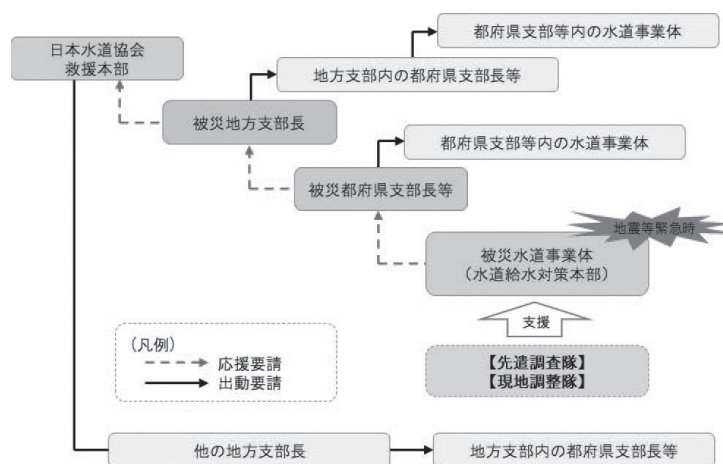 都府県支部等内の水道事業体
日本水道協会
救援本部
地方支部内の都府県支部長等
被災地方支部長
都府県支部等内の水道事業体
被災都府県支部長等
地震等緊急時
被災水道事業体
（水道給水対策本部）
支援
（凡例）
応援要請
出動要請
【先遣調査隊】
【現地調整隊】
他の地方支部長
地方支部内の都府県支部長等